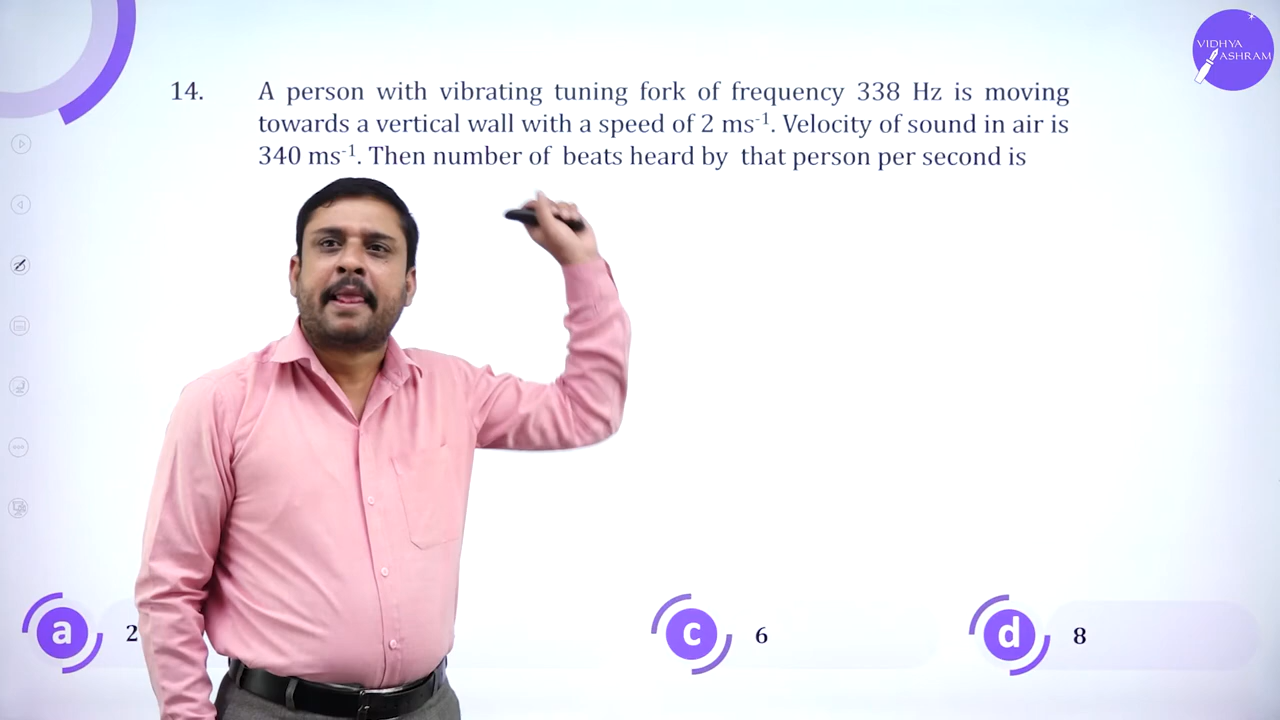 VIDHYA
ASHRAM
14. A person with vibrating tuning fork of frequency 338 Hz is moving
towards a vertical wall with a speed of 2 ms⁻¹. Velocity of sound in air is
340 ms⁻¹. Then number of beats heard by that person per second is
a 2
c 6
d 8